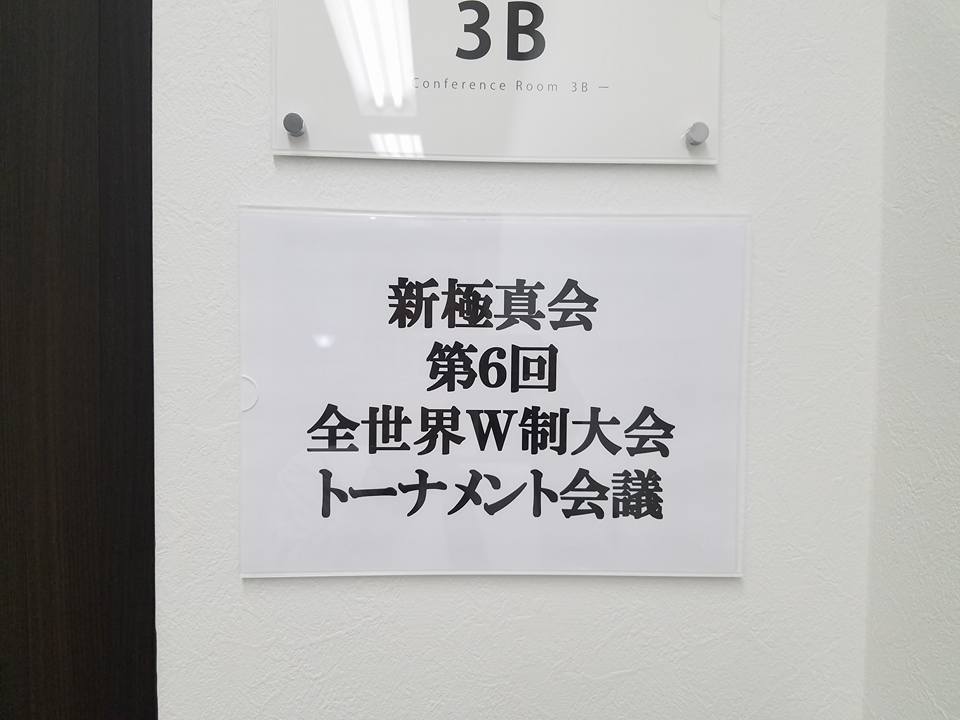 3B
Conference Room 3B —
新極真会
第6回
全世界W制大会
トーナメント会議